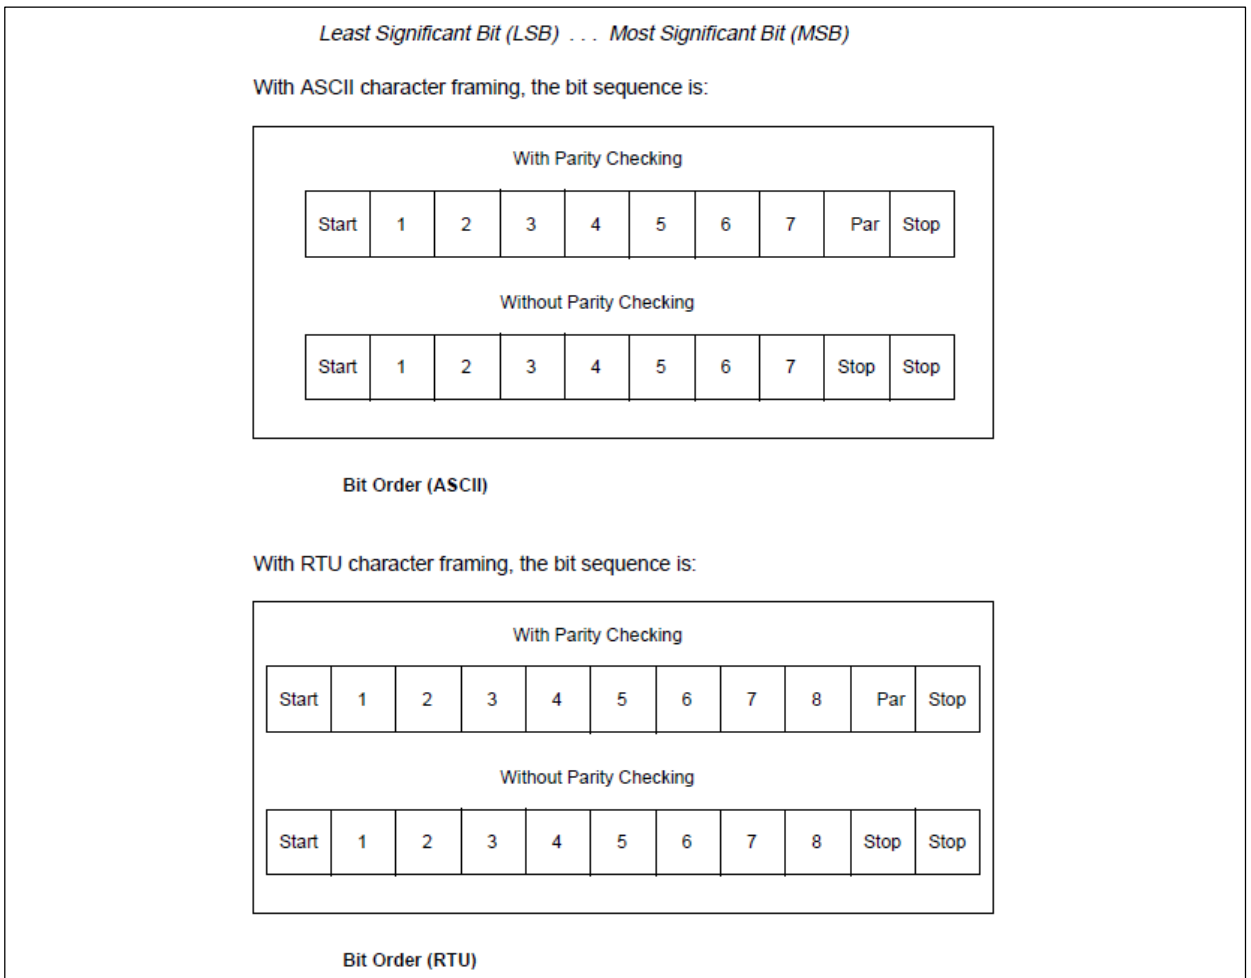 Least Significant Bit (LSB) . . . Most Significant Bit (MSB)
With ASCII character framing, the bit sequence is:
With Parity Checking
Start 1 2 3 4 5 6 7 Par Stop
Without Parity Checking
Start 1 2 3 4 5 6 7 Stop Stop
Bit Order (ASCII)
With RTU character framing, the bit sequence is:
With Parity Checking
Start 1 2 3 4 5 6 7 8 Par Stop
Without Parity Checking
Start 1 2 3 4 5 6 7 8 Stop Stop
Bit Order (RTU)